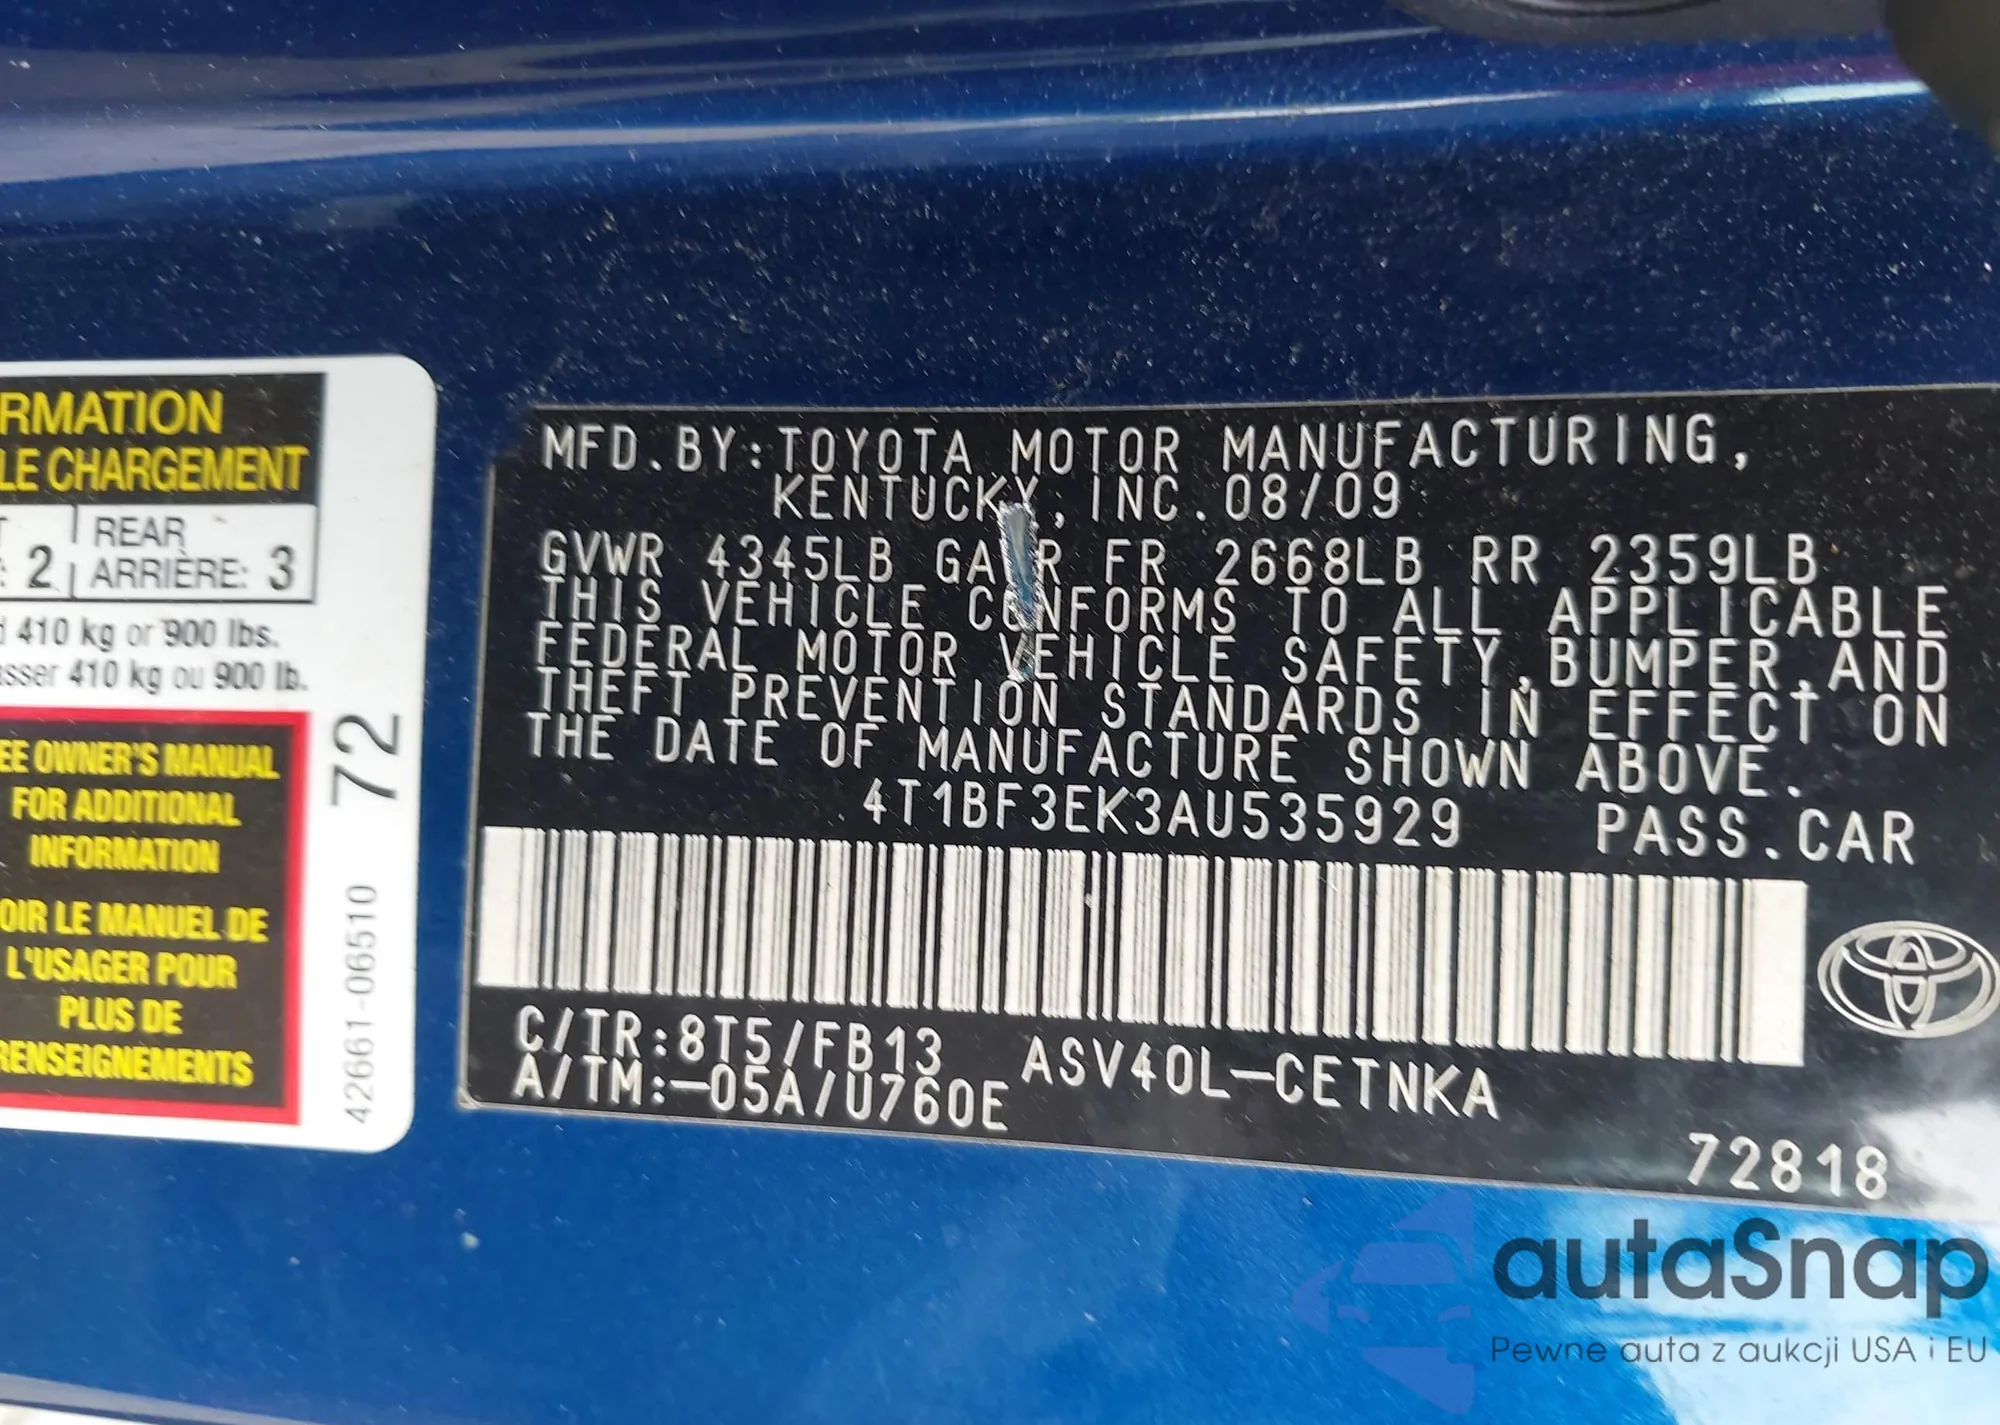 RMATION
LE CHARGEMENT
T
REAR
: 2
ARRIÈRE: 3
410 kg or 900 lbs.
sser 410 kg ou 900 lb.
EE OWNER'S MANUAL
FOR ADDITIONAL
INFORMATION
OIR LE MANUEL DE
L'USAGER POUR
PLUS DE
RENSEIGNEMENTS
72
42661-06510
MFD.BY:TOYOTA MOTOR MANUFACTURING,
KENTUCKY, INC.08/09
GVWR 4345LB GAWR FR 2668LB RR 2359LB
THIS VEHICLE CONFORMS TO ALL APPLICABLE
FEDERAL MOTOR VEHICLE SAFETY,BUMPER,AND
THEFT PREVENTION STANDARDS IN EFFECT ON
THE DATE OF MANUFACTURE SHOWN ABOVE.
4T1BF3EK3AU535929 PASS.CAR
C/TR:8T5/FB13 ASV40L-CETNKA
A/TM:-05A/U760E
72818
autaSnap
Pewne auta z aukcji USA i EU